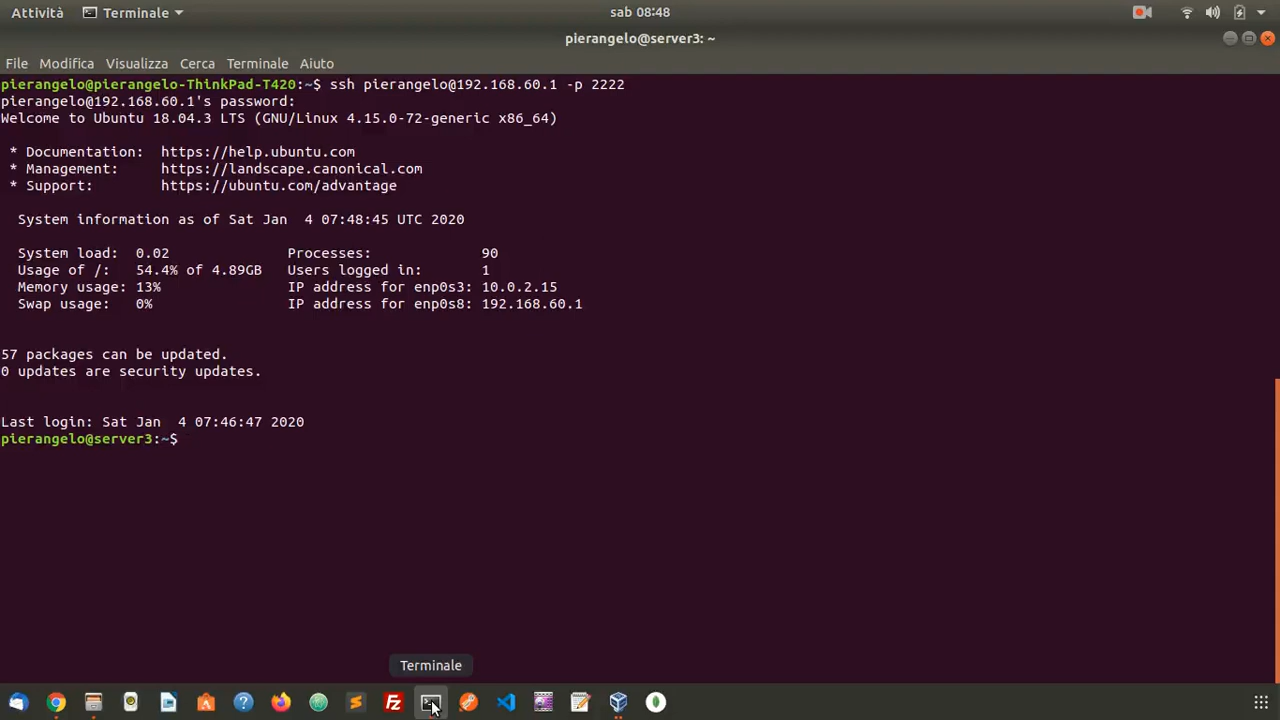 Attività Terminale sab 08:48
pierangelo@server3: ~
File Modifica Visualizza Cerca Terminale Aiuto
pierangelo@pierangelo-ThinkPad-T420:~$ ssh pierangelo@192.168.60.1 -p 2222
pierangelo@192.168.60.1's password:
Welcome to Ubuntu 18.04.3 LTS (GNU/Linux 4.15.0-72-generic x86_64)
* Documentation: https://help.ubuntu.com
* Management: https://landscape.canonical.com
* Support: https://ubuntu.com/advantage
System information as of Sat Jan 4 07:48:45 UTC 2020
System load: 0.02 Processes: 90
Usage of /: 54.4% of 4.89GB Users logged in: 1
Memory usage: 13% IP address for enp0s3: 10.0.2.15
Swap usage: 0% IP address for enp0s8: 192.168.60.1
57 packages can be updated.
0 updates are security updates.
Last login: Sat Jan 4 07:46:47 2020
pierangelo@server3:~$
Terminale